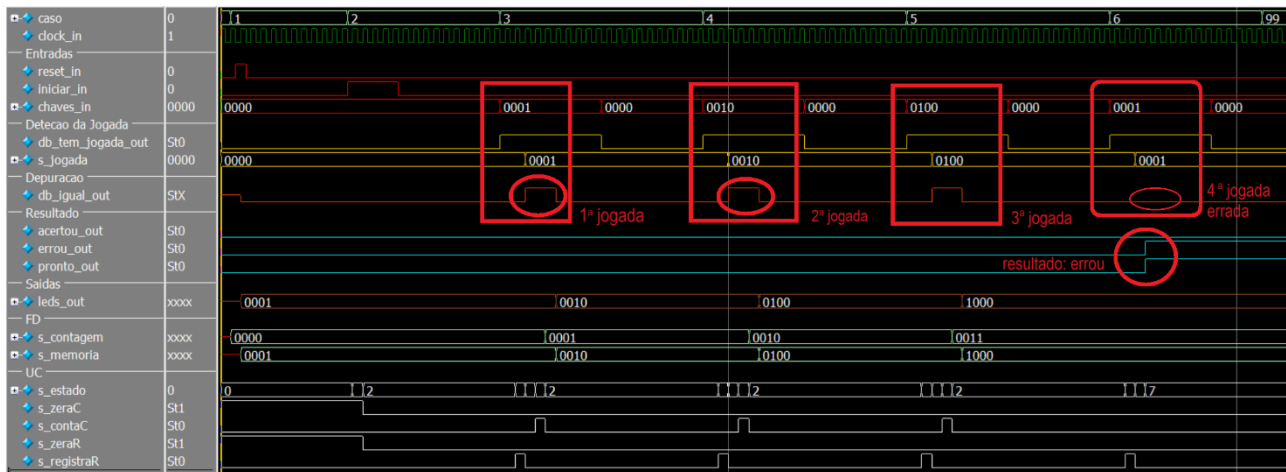 caso 0 1 2 3 4 5 6 99
clock_in 1
Entradas
reset_in 0
iniciar_in 0
chaves_in 0000 0000 0001 0000 0010 0000 0100 0000 0001 0000
Detecao da Jogada
db_tem_jogada_out St0
s_jogada 0000 0000 0001 0010 0100 0001
Depuracao
db_igual_out StX
1ª jogada
2ª jogada
3ª jogada
4ª jogada
errada
Resultado
acertou_out St0
errou_out St0
pronto_out St0
resultado: errou
Saidas
leds_out xxxx 0001 0010 0100 1000
FD
s_contagem xxxx 0000 0001 0010 0011
s_memoria xxxx 0001 0010 0100 1000
UC
s_estado 0 0 2 2 2 2 7
s_zeraC St1
s_contaC St0
s_zeraR St1
s_registraR St0